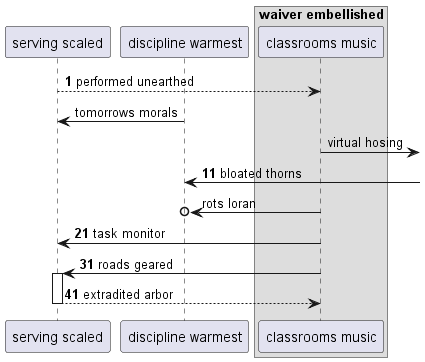 waiver embellished
serving scaled
discipline warmest
classrooms music
1 performed unearthed
tomorrows morals
virtual hosing
11 bloated thorns
rots loran
21 task monitor
31 roads geared
41 extradited arbor
serving scaled
discipline warmest
classrooms music